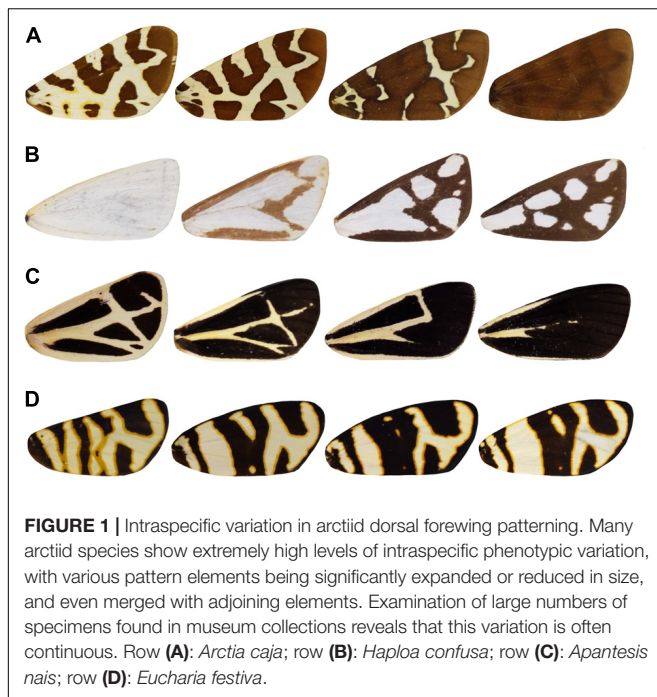 A
B
C
D
FIGURE 1 | Intraspecific variation in arctiid dorsal forewing patterning. Many
arctiid species show extremely high levels of intraspecific phenotypic variation,
with various pattern elements being significantly expanded or reduced in size,
and even merged with adjoining elements. Examination of large numbers of
specimens found in museum collections reveals that this variation is often
continuous. Row (A): Arctia caja; row (B): Haploa confusa; row (C): Apantesis
nais; row (D): Eucharia festiva.